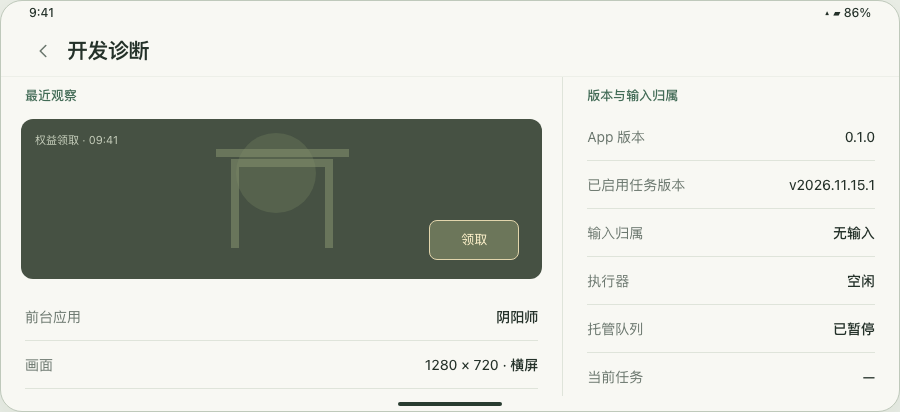 9:41
86%
开发诊断
最近观察
权益领取 · 09:41
领取
前台应用
阴阳师
画面
1280 × 720 · 横屏
版本与输入归属
App 版本
0.1.0
已启用任务版本
v2026.11.15.1
输入归属
无输入
执行器
空闲
托管队列
已暂停
当前任务
—